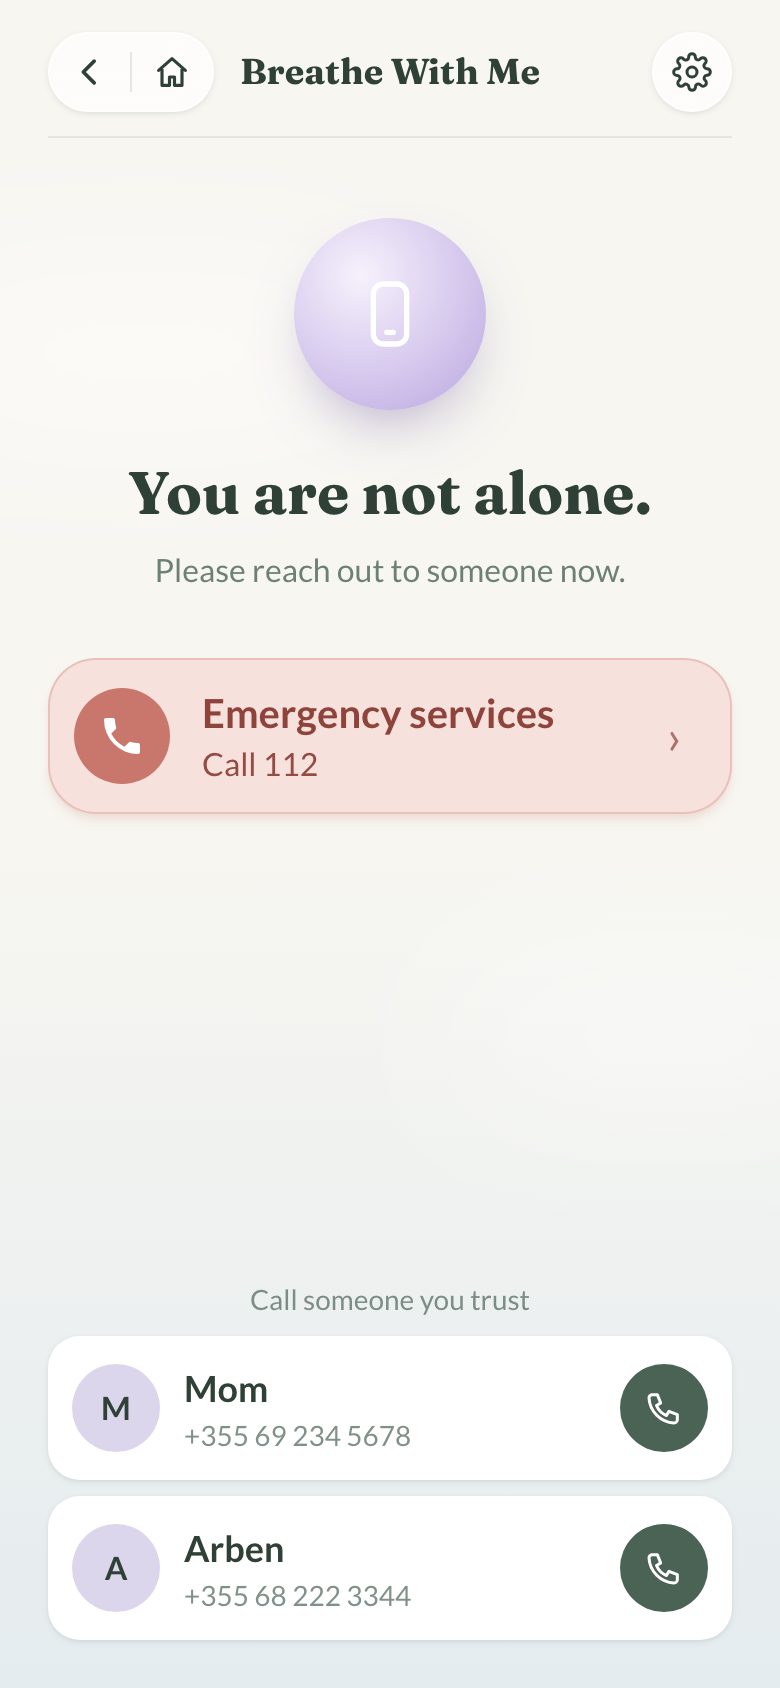 Breathe With Me
You are not alone.
Please reach out to someone now.
Emergency services
Call 112
Call someone you trust
M
Mom
+355 69 234 5678
A
Arben
+355 68 222 3344